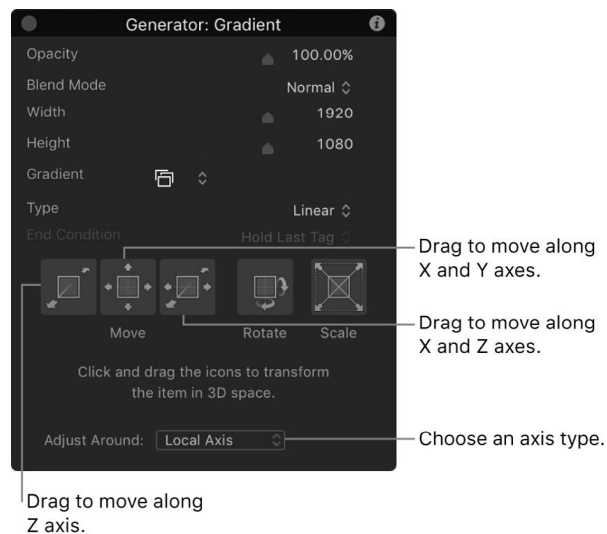 Generator: Gradient
Opacity 100.00%
Blend Mode Normal
Width 1920
Height 1080
Gradient
Type Linear
End Condition Hold Last Tag
Drag to move along
X and Y axes.
Drag to move along
X and Z axes.
Move Rotate Scale
Click and drag the icons to transform
the item in 3D space.
Adjust Around: Local Axis
Choose an axis type.
Drag to move along
Z axis.